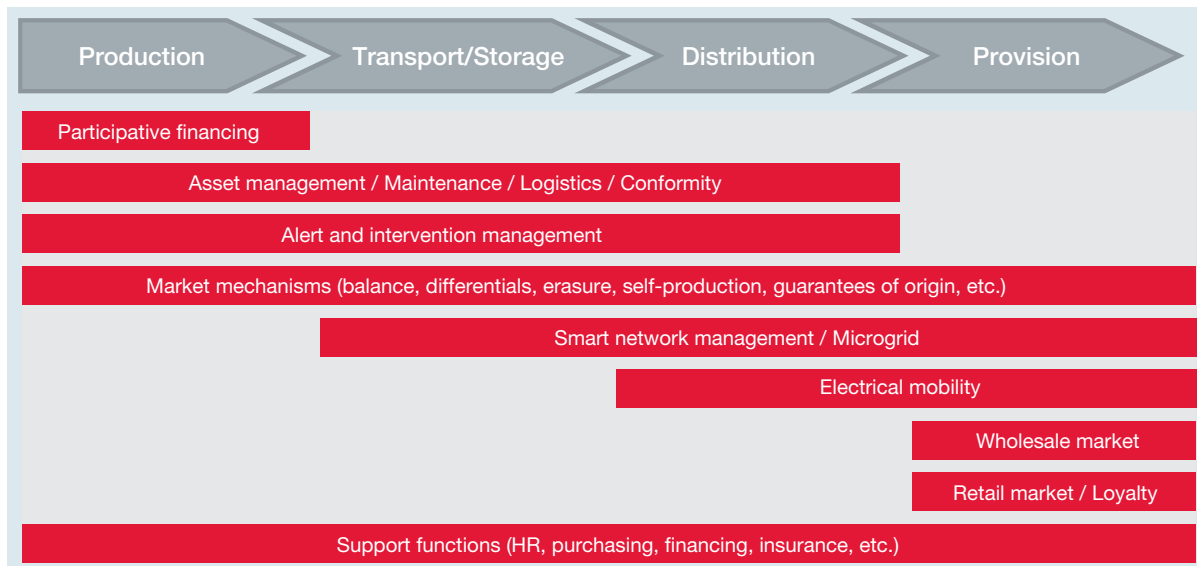 Production
Transport/Storage
Distribution
Provision
Participative financing
Asset management / Maintenance / Logistics / Conformity
Alert and intervention management
Market mechanisms (balance, differentials, erasure, self-production, guarantees of origin, etc.)
Smart network management / Microgrid
Electrical mobility
Wholesale market
Retail market / Loyalty
Support functions (HR, purchasing, financing, insurance, etc.)